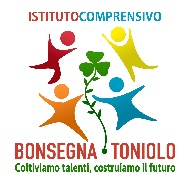 ISTITUTOCOMPRENSIVO
BONSEGNA TONIOLO
Coltiviamo talenti, costruiamo il futuro